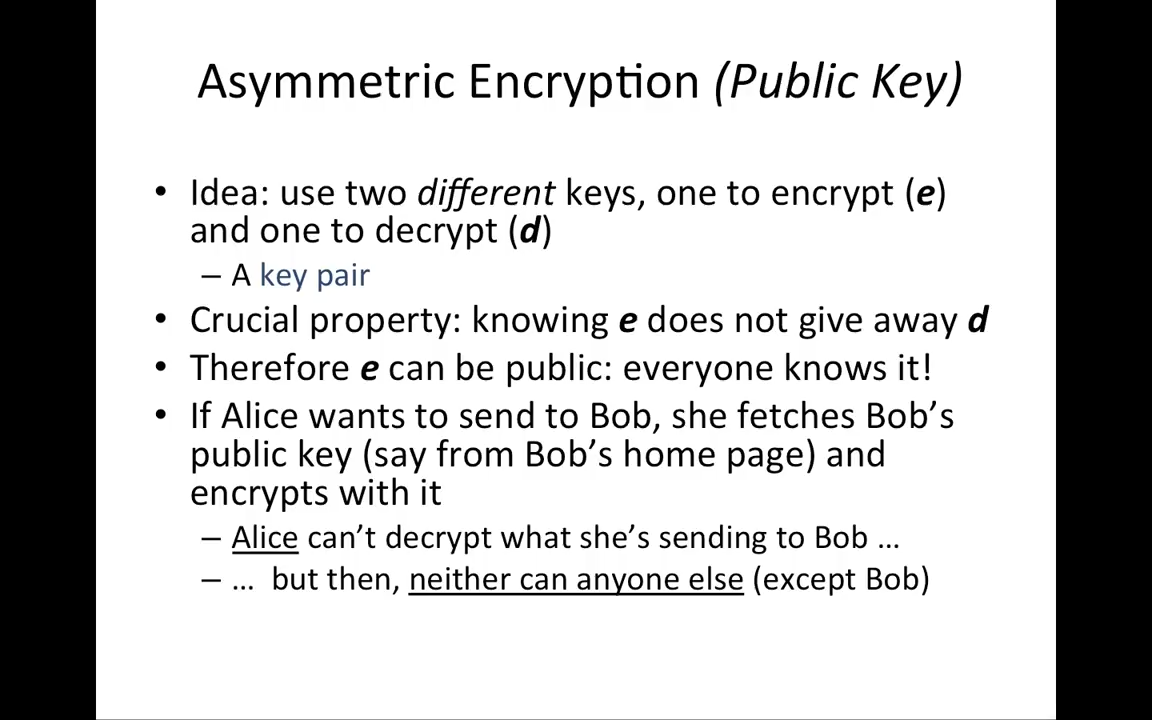 Asymmetric Encryption (Public Key)
• Idea: use two different keys, one to encrypt (e)
and one to decrypt (d)
– A key pair
• Crucial property: knowing e does not give away d
• Therefore e can be public: everyone knows it!
• If Alice wants to send to Bob, she fetches Bob’s
public key (say from Bob’s home page) and
encrypts with it
– Alice can’t decrypt what she’s sending to Bob …
– … but then, neither can anyone else (except Bob)